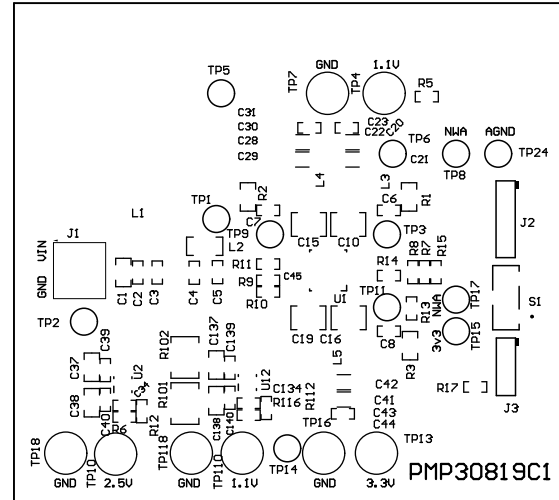 GND 1.1V
TP5 TP7 TP4 R5
C31
C30
C28
C29
C23
C22 C20
TP6 NWA AGND
C21 TP8 TP24
L4 L3
R2 R1
C7 C6
TP1
L1
J1
TP9 TP3
J2
L2
C15 C10
VIN
GND
R8
R7
R15
R11
R14
C45
C1 C2 C3 C4 C5
R9
R10
U1
TP11
NWA TP17
S1
TP2
R13
3v3 TP15
C19 C16
C8
R3
C137
C139
R102
C39
C37
L5
U2
U12
C134
R101
R112
C42
C41
C43
C44
R17
J3
C38
C40
R6
R12
C138
C140
R116
TP18 TP10 TP118 TP110 TP14 TP16 TP13
GND 2.5V GND 1.1V GND 3.3V
PMP30819C1